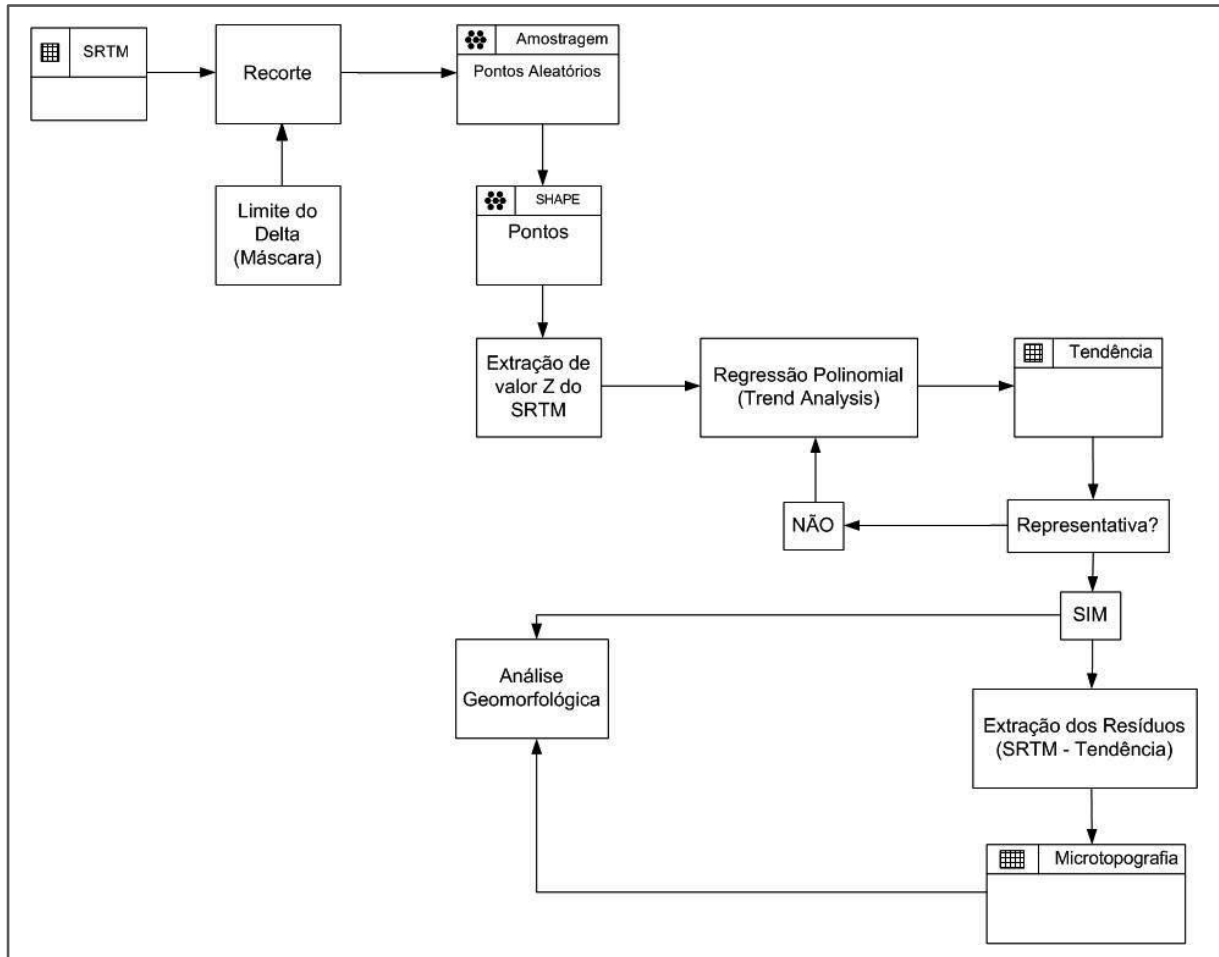 SRTM
Recorte
Amostragem
Pontos Aleatórios
Limite do
Delta
(Máscara)
SHAPE
Pontos
Extração de
valor Z do
SRTM
Regressão Polinomial
(Trend Analysis)
Tendência
NÃO
Representativa?
SIM
Análise
Geomorfológica
Extração dos Resíduos
(SRTM - Tendência)
Microtopografia